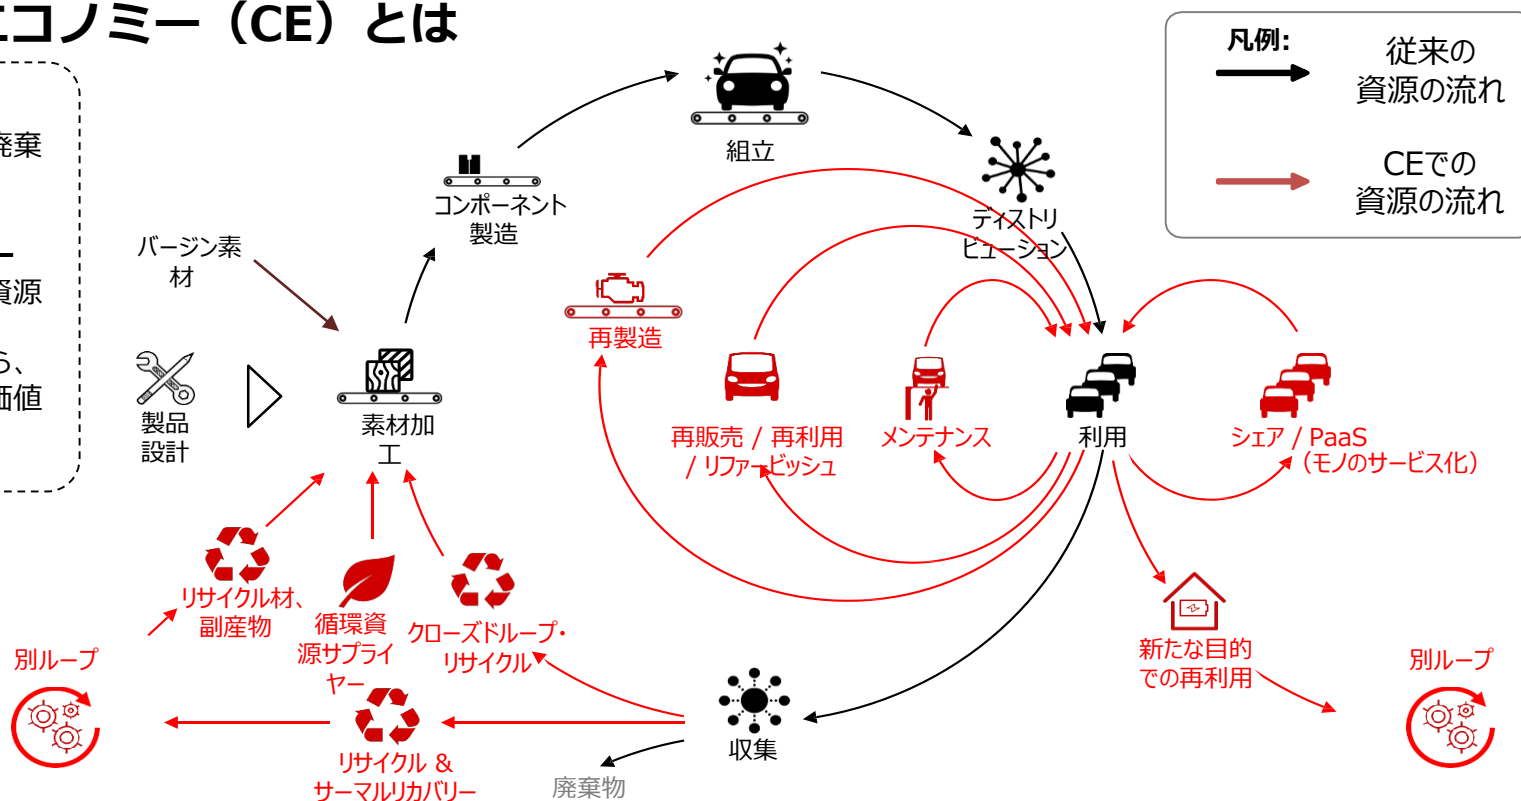 エコノミー（CE）とは
凡例:
従来の
資源の流れ
CEでの
資源の流れ
廃棄
資源
ら、
価値
組立
コンポーネント
製造
ディストリ
ビューション
バージン素
材
再製造
製品
設計
素材加
工
再販売 / 再利用
/ リファービッシュ
メンテナンス
利用
シェア / PaaS
（モノのサービス化）
リサイクル材、
副産物
循環資
源サプライ
ヤー
クローズドループ・
リサイクル
新たな目的
での再利用
別ループ
別ループ
収集
リサイクル &
サーマルリカバリー
廃棄物